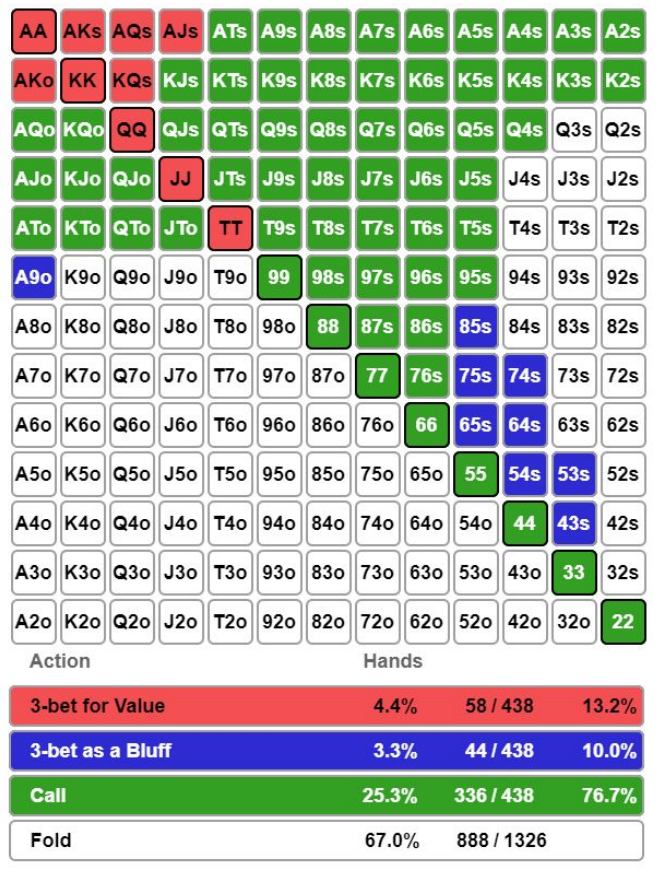 AA AKs AQs AJs ATs A9s A8s A7s A6s A5s A4s A3s A2s
AKo KK KQs KJs KTs K9s K8s K7s K6s K5s K4s K3s K2s
AQo KQo QQ QJs QTs Q9s Q8s Q7s Q6s Q5s Q4s Q3s Q2s
AJo KJo QJo JJ JTs J9s J8s J7s J6s J5s J4s J3s J2s
ATo KTo QTo JTo TT T9s T8s T7s T6s T5s T4s T3s T2s
A9o K9o Q9o J9o T9o 99 98s 97s 96s 95s 94s 93s 92s
A8o K8o Q8o J8o T8o 98o 88 87s 86s 85s 84s 83s 82s
A7o K7o Q7o J7o T7o 97o 87o 77 76s 75s 74s 73s 72s
A6o K6o Q6o J6o T6o 96o 86o 76o 66 65s 64s 63s 62s
A5o K5o Q5o J5o T5o 95o 85o 75o 65o 55 54s 53s 52s
A4o K4o Q4o J4o T4o 94o 84o 74o 64o 54o 44 43s 42s
A3o K3o Q3o J3o T3o 93o 83o 73o 63o 53o 43o 33 32s
A2o K2o Q2o J2o T2o 92o 82o 72o 62o 52o 42o 32o 22
Action Hands
3-bet for Value 4.4% 58 / 438 13.2%
3-bet as a Bluff 3.3% 44 / 438 10.0%
Call 25.3% 336 / 438 76.7%
Fold 67.0% 888 / 1326